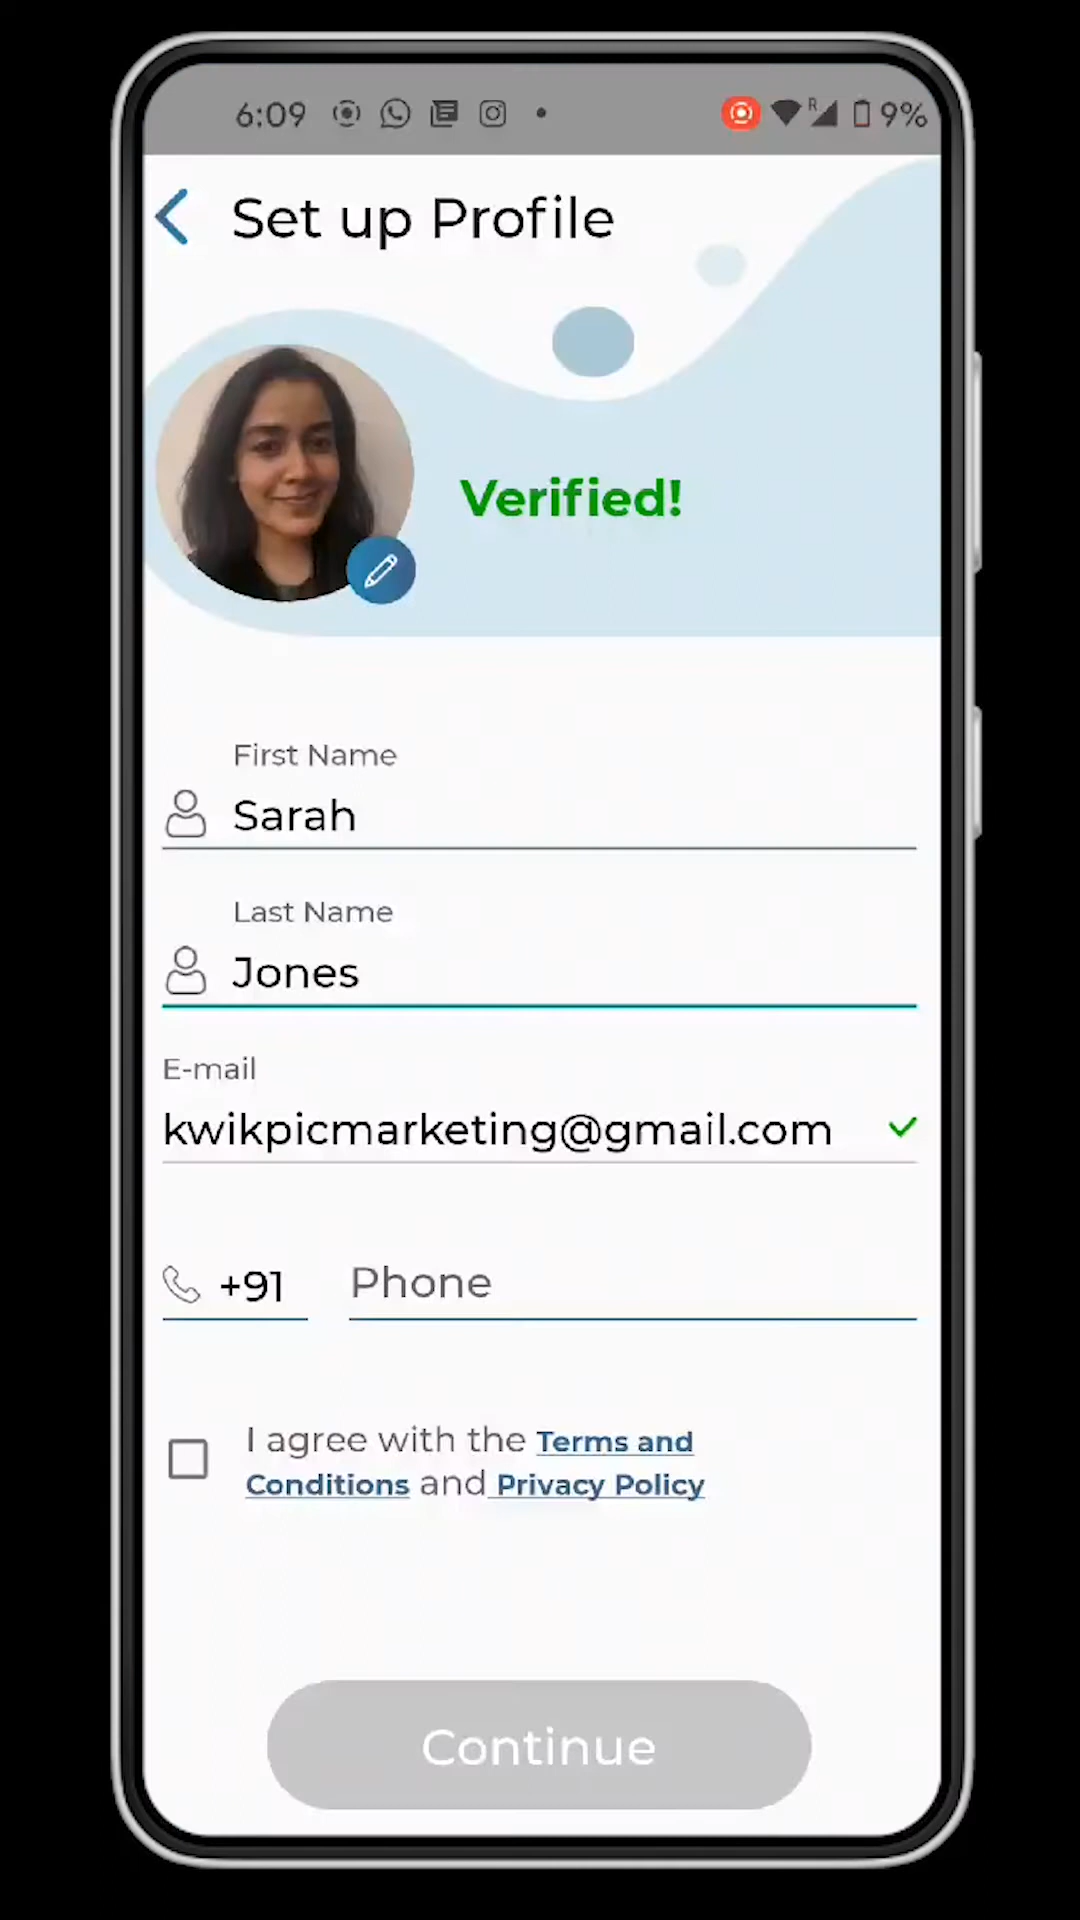 6:09
R
9%
Set up Profile
Verified!
First Name
Sarah
Last Name
Jones
E-mail
kwikpicmarketing@gmail.com
+91 Phone
I agree with the Terms and
Conditions and Privacy Policy
Continue